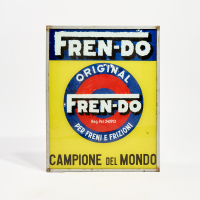 FREN-DO
ORIGINAL
FREN-DO
PER FRENI E FRIZIONI
CAMPIONE DEL MONDO